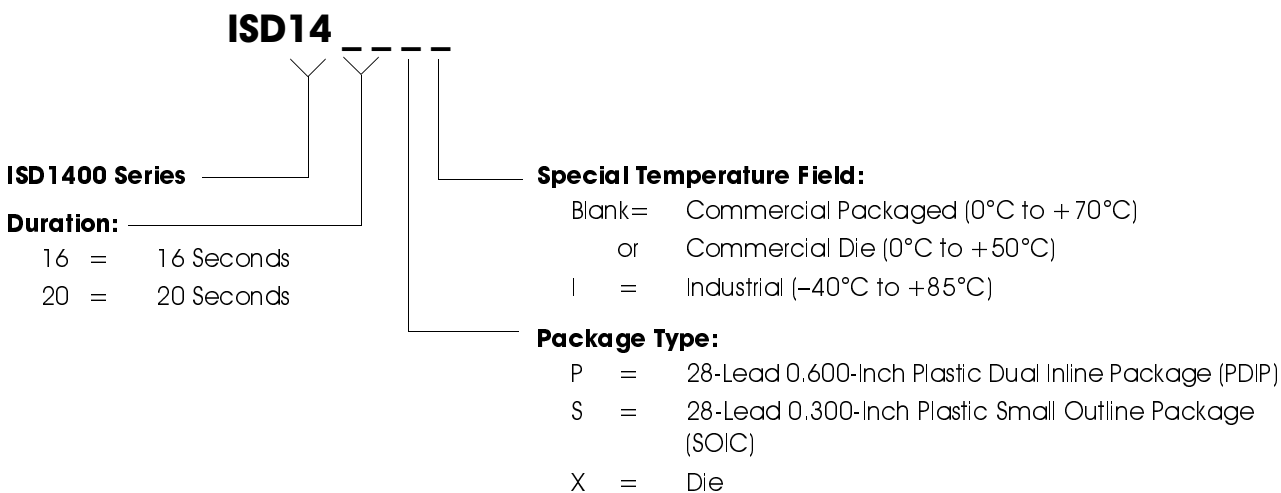 ISD14 _ _ _ _
ISD1400 Series
Duration:
16 = 16 Seconds
20 = 20 Seconds
Special Temperature Field:
Blank= Commercial Packaged (0°C to +70°C)
or Commercial Die (0°C to +50°C)
I = Industrial (–40°C to +85°C)
Package Type:
P = 28-Lead 0.600-Inch Plastic Dual Inline Package (PDIP)
S = 28-Lead 0.300-Inch Plastic Small Outline Package
(SOIC)
X = Die